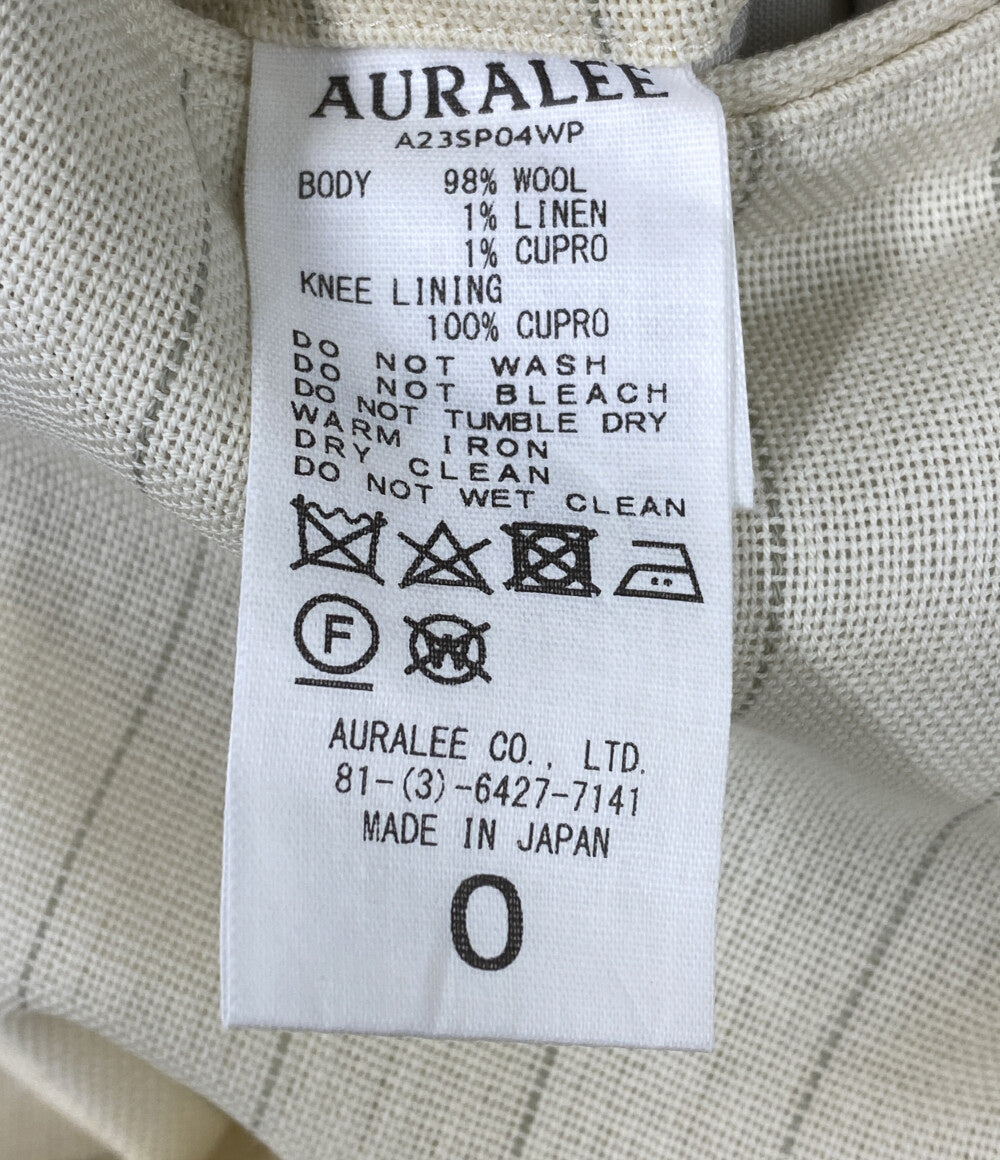 AURALEE
A23SP04WP
BODY 98% WOOL
1% LINEN
1% CUPRO
KNEE LINING
100% CUPRO
DO NOT WASH
DO NOT BLEACH
DO NOT TUMBLE DRY
WARM IRON
DRY CLEAN
DO NOT WET CLEAN
F W
AURALEE CO., LTD.
81-(3)-6427-7141
MADE IN JAPAN
0